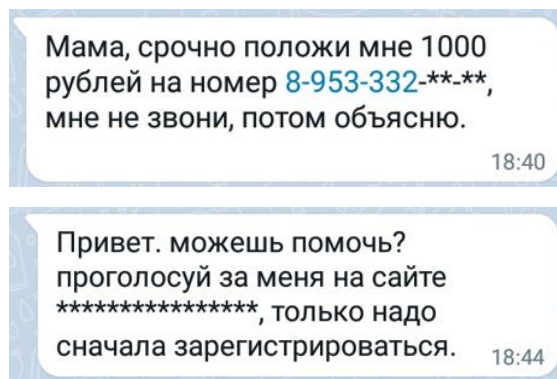 Мама, срочно положи мне 1000
рублей на номер 8-953-332-**-**,
мне не звони, потом объясню.
18:40
Привет. можешь помочь?
проголосуй за меня на сайте
****************, только надо
сначала зарегистрироваться.
18:44